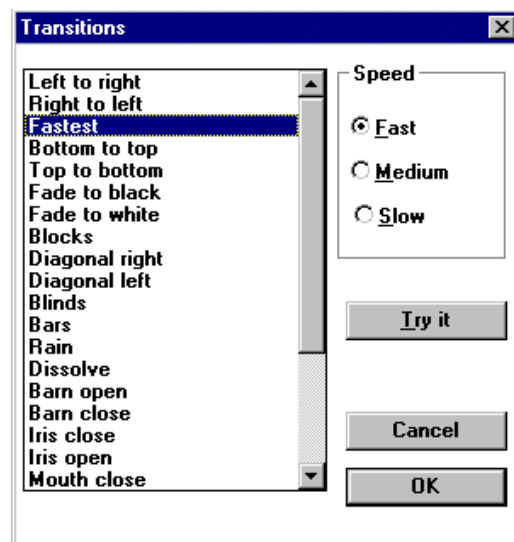 Transitions
Left to right
Right to left
Fastest
Bottom to top
Top to bottom
Fade to black
Fade to white
Blocks
Diagonal right
Diagonal left
Blinds
Bars
Rain
Dissolve
Barn open
Barn close
Iris close
Iris open
Mouth close
Speed
Fast
Medium
Slow
Try it
Cancel
OK